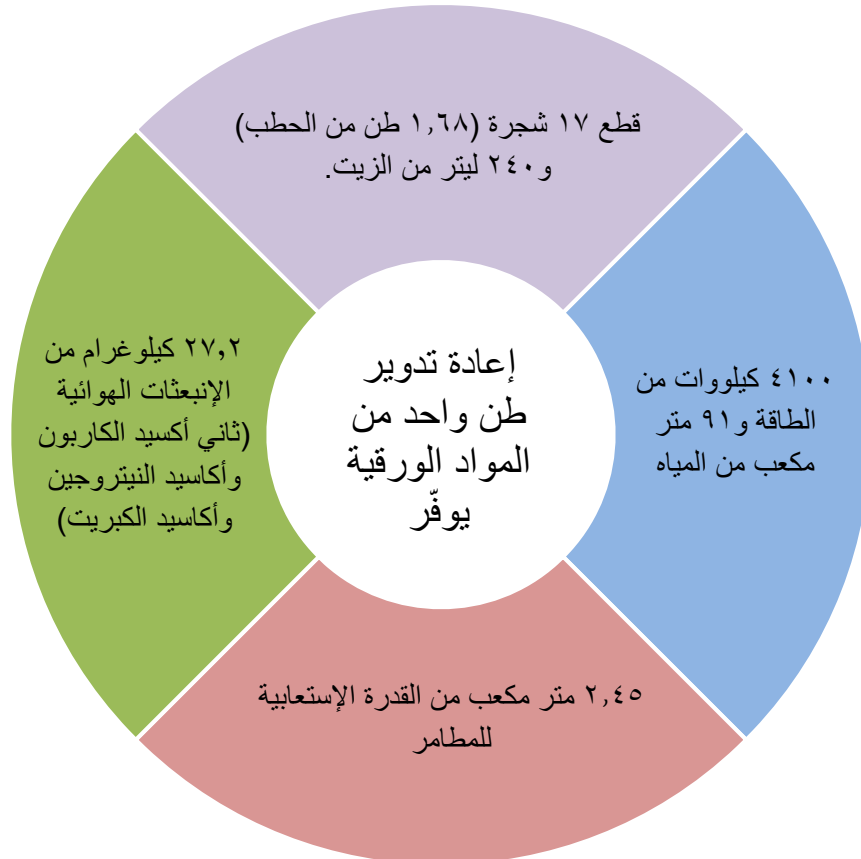 قطع ١٧ شجرة (١,٦٨ طن من الحطب)
و٢٤٠ ليتر من الزيت.
٤١٠٠ كيلووات من
الطاقة و٩١ متر
مكعب من المياه
٢,٤٥ متر مكعب من القدرة الإستعابية
للمطامر
٢٧,٢ كيلوغرام من
الإنبعثات الهوائية
(ثاني أكسيد الكاربون
وأكاسيد النيتروجين
وأكاسيد الكبريت)
إعادة تدوير
طن واحد من
المواد الورقية
يوفّر